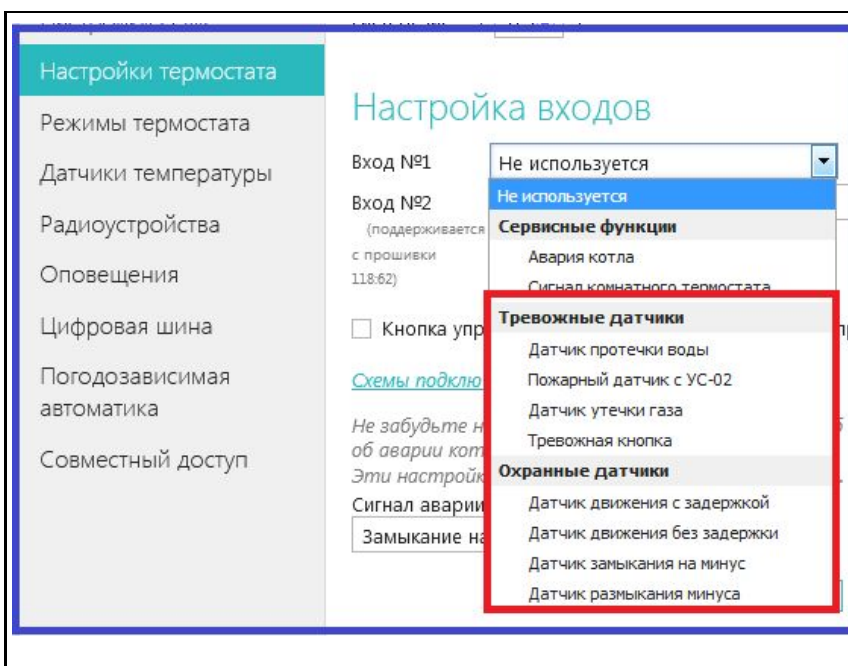 Настройки термостата
Режимы термостата
Датчики температуры
Радиоустройства
Оповещения
Цифровая шина
Погодозависимая
автоматика
Совместный доступ
Настройка входов
Вход №1
Не используется
Вход №2
(поддерживается
с прошивки
118:62)
Не используется
Сервисные функции
Авария котла
Сигнал комнатного термостата
Тревожные датчики
Датчик протечки воды
Пожарный датчик с УС-02
Датчик утечки газа
Тревожная кнопка
Охранные датчики
Датчик движения с задержкой
Датчик движения без задержки
Датчик замыкания на минус
Датчик размыкания минуса
Кнопка упр
Схемы подклю
Не забудьте н
об аварии кот
Эти настройк
Сигнал аварии
Замыкание на